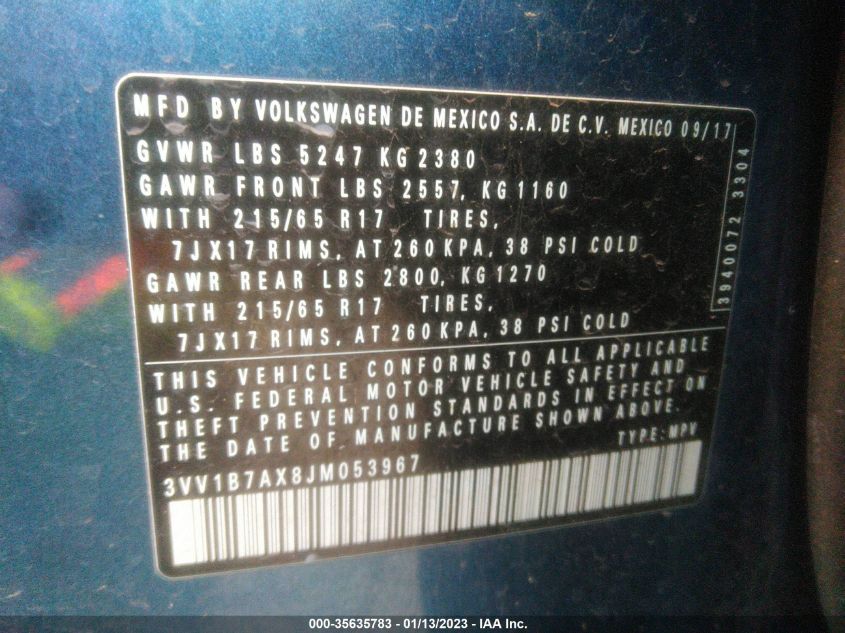 MFD BY VOLKSWAGEN DE MEXICO S.A. DE C.V. MEXICO 09/17
GVWR LBS 5247 KG 2380
GAWR FRONT LBS 2557, KG 1160
WITH 215/65 R17 TIRES,
7JX17 RIMS, AT 260 KPA, 38 PSI COLD
GAWR REAR LBS 2800, KG 1270
WITH 215/65 R17 TIRES,
7JX17 RIMS, AT 260 KPA, 38 PSI COLD
3940072 3304
THIS VEHICLE CONFORMS TO ALL APPLICABLE
U.S. FEDERAL MOTOR VEHICLE SAFETY AND
THEFT PREVENTION STANDARDS IN EFFECT ON
THE DATE OF MANUFACTURE SHOWN ABOVE.
TYPE: MPV
3VV1B7AX8JM053967
000-35635783 - 01/13/2023 - IAA Inc.